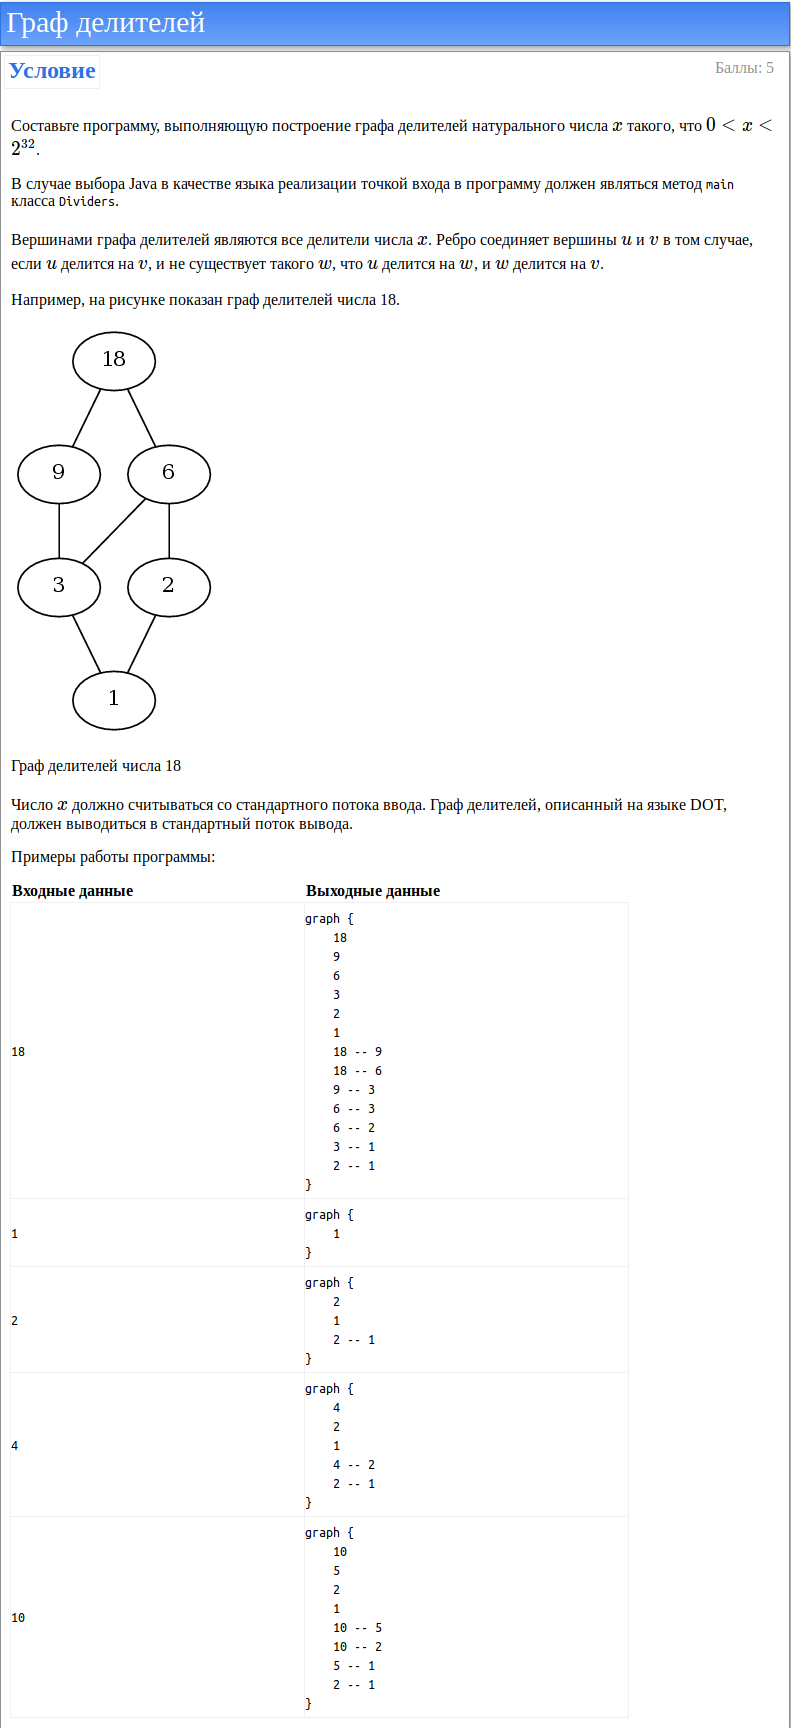 Граф делителей
Условие
Баллы: 5
Составьте программу, выполняющую построение графа делителей натурального числа x такого, что 0 < x <
2^32.
В случае выбора Java в качестве языка реализации точкой входа в программу должен являться метод main
класса Dividers.
Вершинами графа делителей являются все делители числа x. Ребро соединяет вершины u и v в том случае,
если u делится на v, и не существует такого w, что u делится на w, и w делится на v.
Например, на рисунке показан граф делителей числа 18.
18
9 6
3 2
1
Граф делителей числа 18
Число x должно считываться со стандартного потока ввода. Граф делителей, описанный на языке DOT,
должен выводиться в стандартный поток вывода.
Примеры работы программы:
Входные данные Выходные данные
18
graph {
    18
    9
    6
    3
    2
    1
    18 -- 9
    18 -- 6
    9 -- 3
    6 -- 3
    6 -- 2
    3 -- 1
    2 -- 1
}
1
graph {
    1
}
2
graph {
    2
    1
    2 -- 1
}
4
graph {
    4
    2
    1
    4 -- 2
    2 -- 1
}
10
graph {
    10
    5
    2
    1
    10 -- 5
    10 -- 2
    5 -- 1
    2 -- 1
}